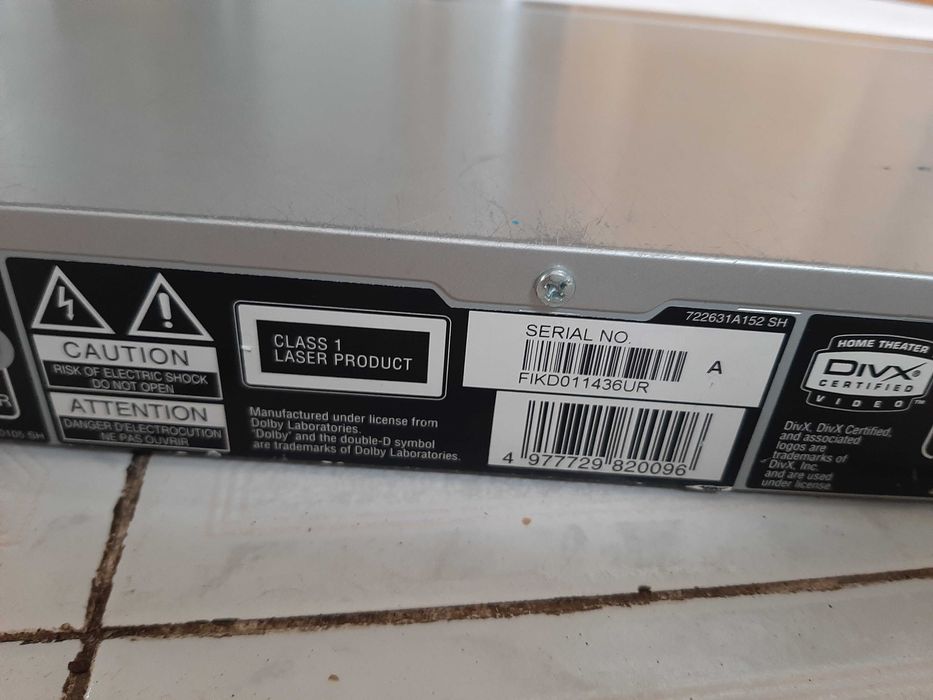 CAUTION
RISK OF ELECTRIC SHOCK
DO NOT OPEN
ATTENTION
DANGER D'ELECTROCUTION
NE PAS OUVRIR
R
0105 SH
CLASS 1
LASER PRODUCT
Manufactured under license from
Dolby Laboratories.
"Dolby" and the double-D symbol
are trademarks of Dolby Laboratories.
722631A152 SH
SERIAL NO.
A
FIKD011436UR
4 977729 820096
HOME THEATER
DIVX®
CERTIFIED
VIDEO™
DivX, DivX Certified,
and associated
logos are
trademarks of
DivX, Inc.
and are used
under license.